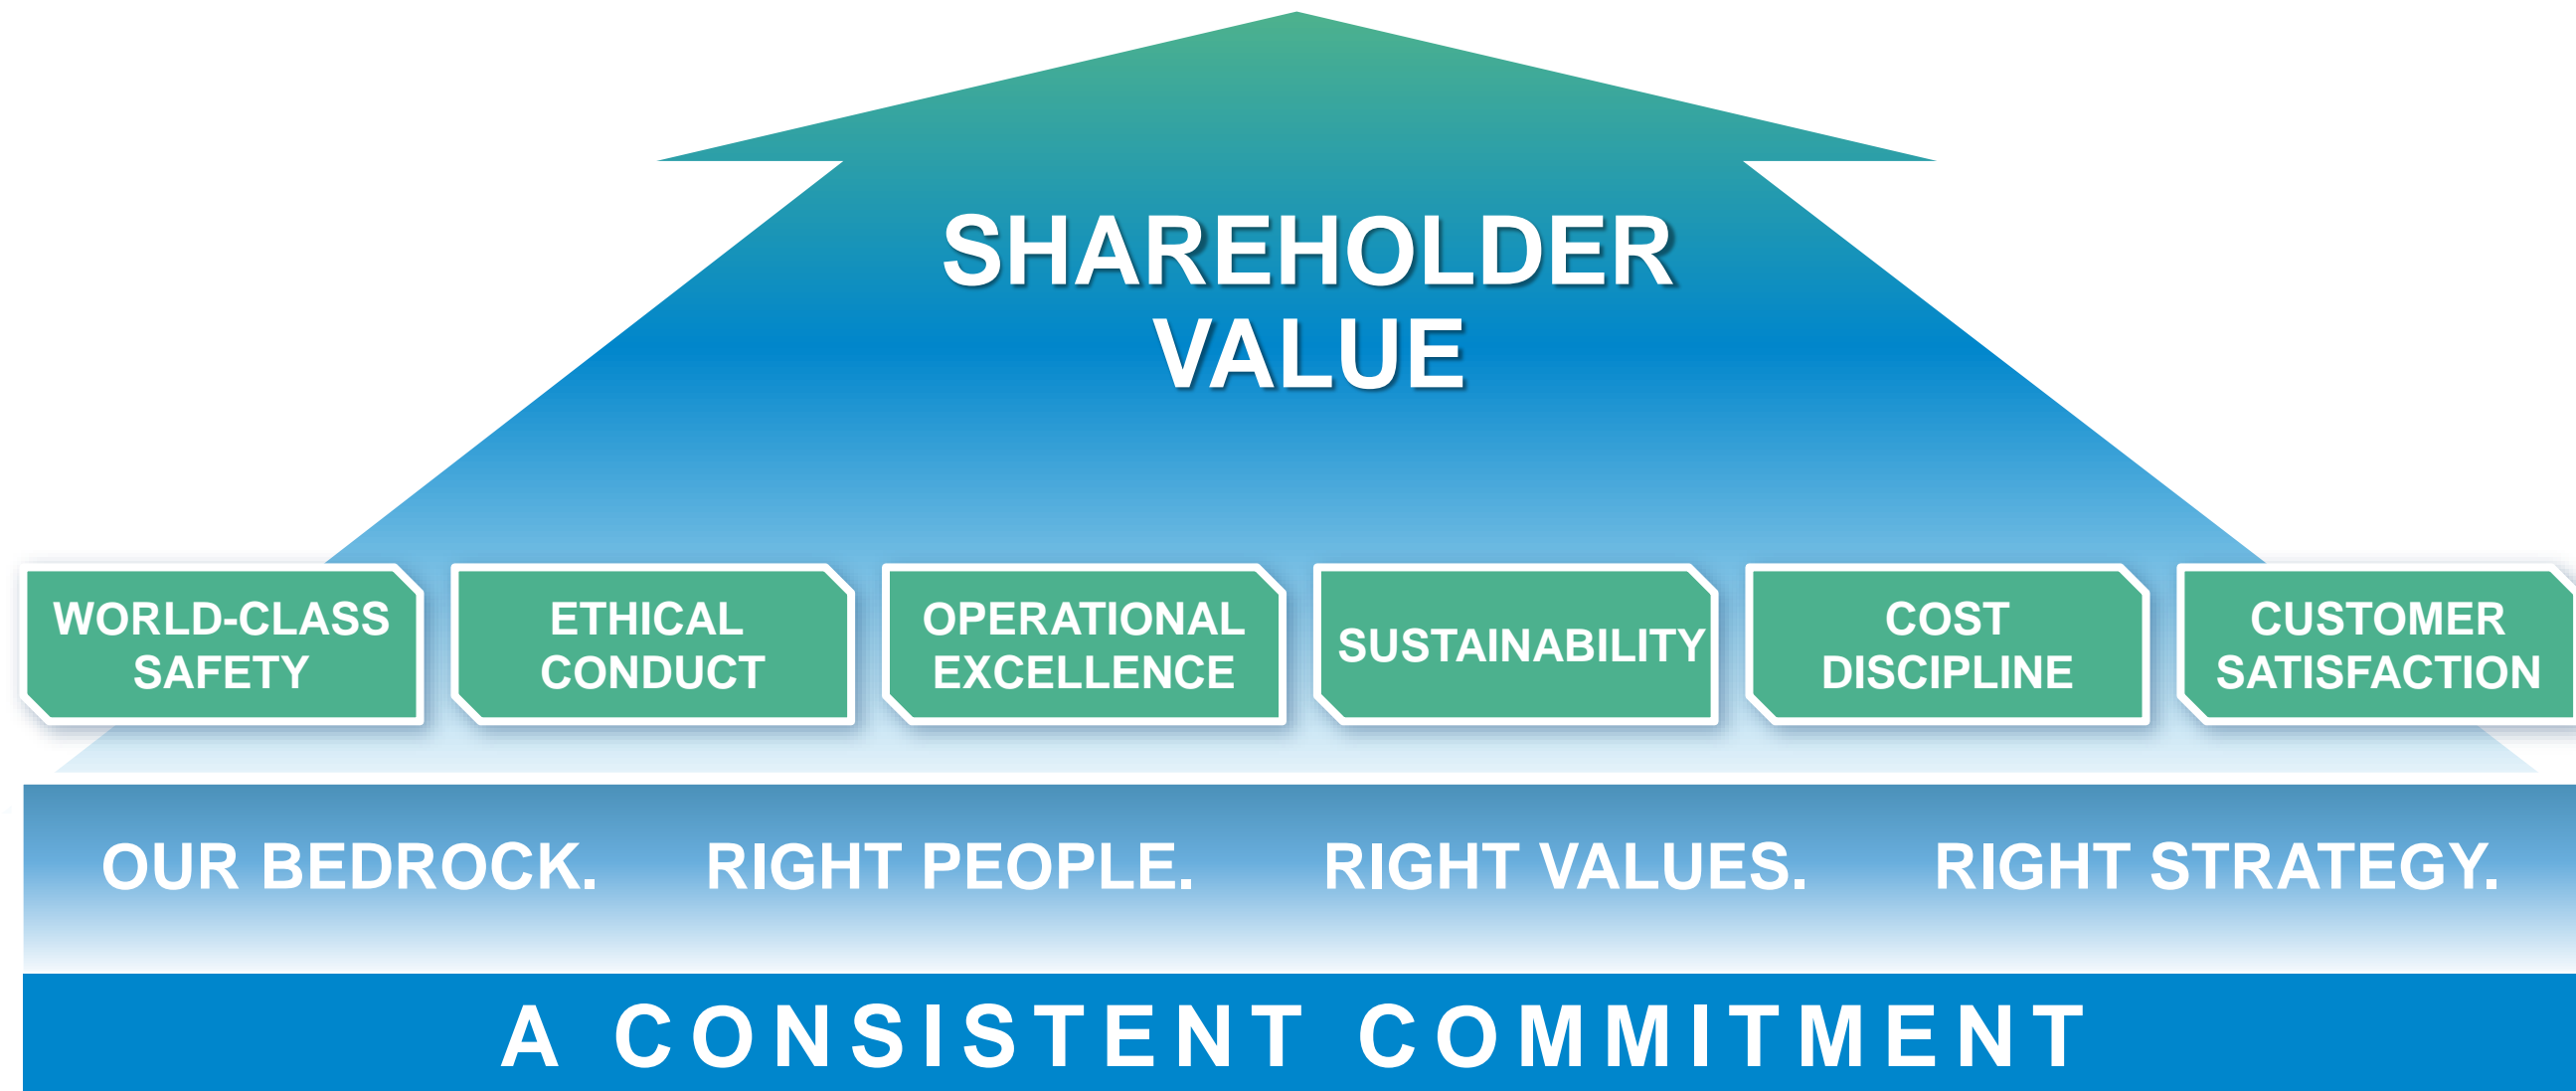 SHAREHOLDER
VALUE
WORLD-CLASS
SAFETY
ETHICAL
CONDUCT
OPERATIONAL
EXCELLENCE
SUSTAINABILITY
COST
DISCIPLINE
CUSTOMER
SATISFACTION
OUR BEDROCK. RIGHT PEOPLE. RIGHT VALUES. RIGHT STRATEGY.
A CONSISTENT COMMITMENT